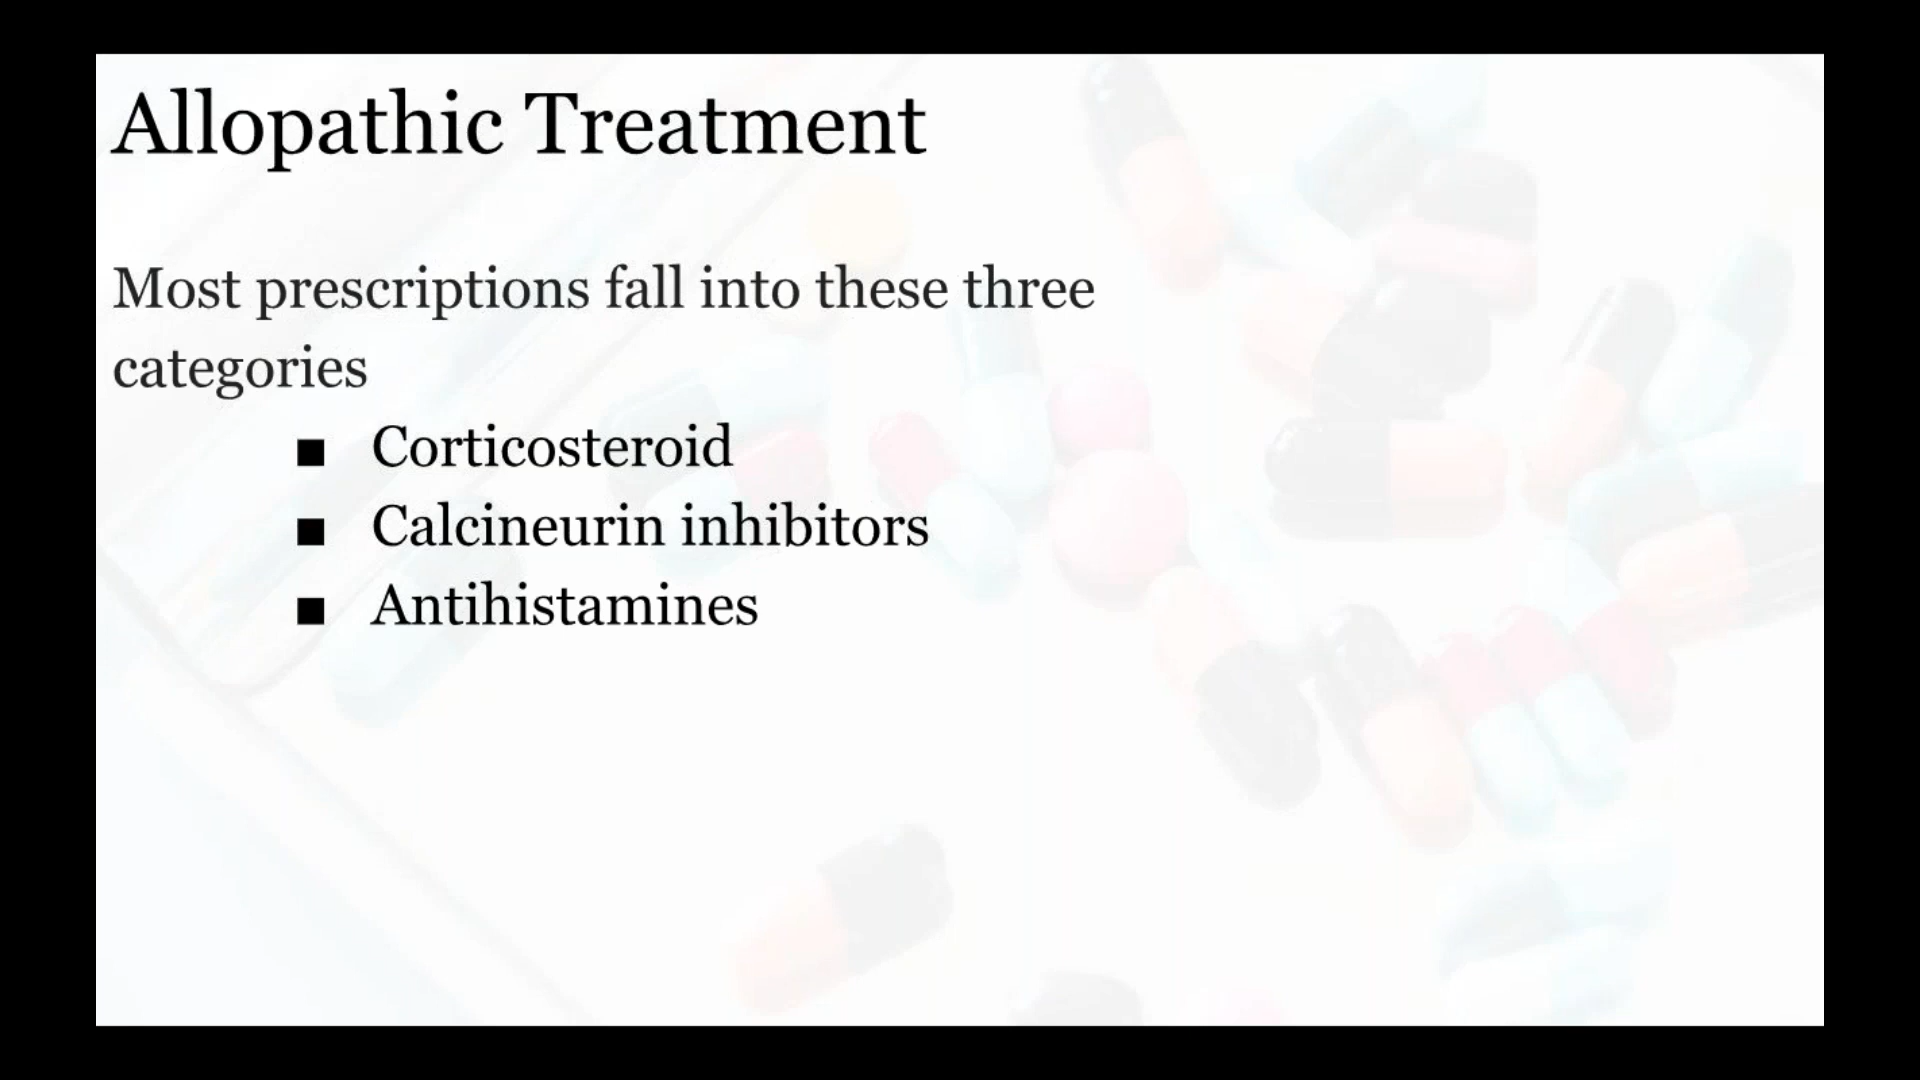 Allopathic Treatment
Most prescriptions fall into these three
categories
■ Corticosteroid
■ Calcineurin inhibitors
■ Antihistamines